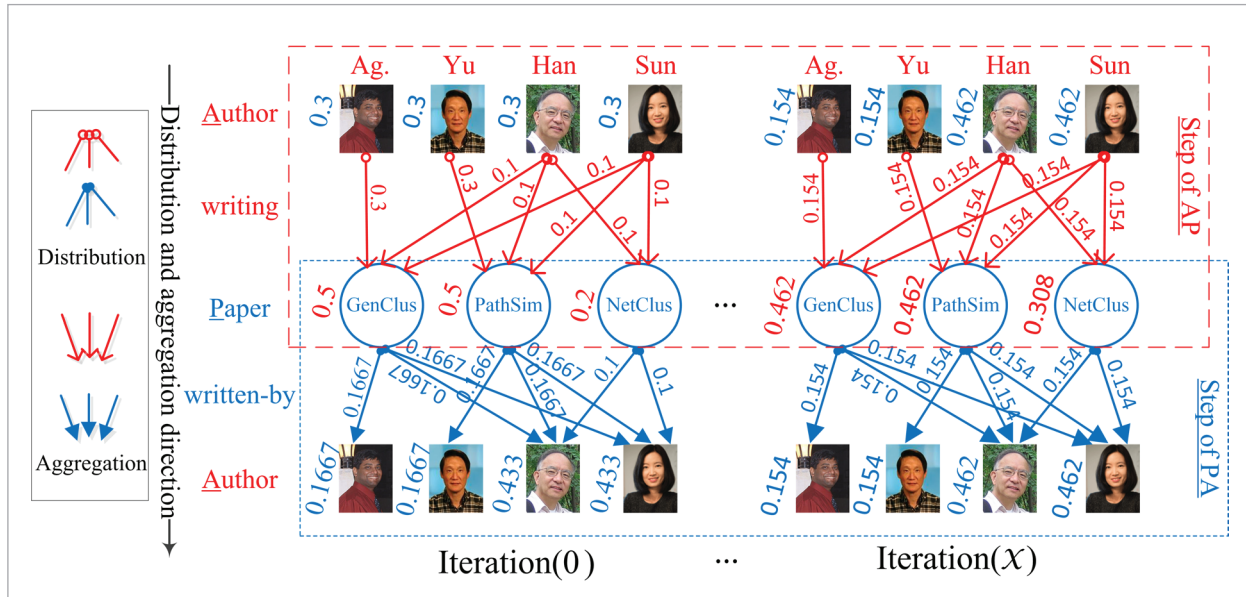 Distribution and aggregation direction
Distribution
Aggregation
Step of AP
Step of PA
Ag. Yu Han Sun
Ag. Yu Han Sun
Author
0.3 0.3 0.3 0.3
0.154 0.154 0.462 0.462
writing
0.3 0.3 0.1 0.1 0.1 0.1 0.1 0.1
0.154 0.154 0.154 0.154 0.154 0.154 0.154 0.154
Paper
0.5 GenClus 0.5 PathSim 0.2 NetClus
...
0.462 GenClus 0.462 PathSim 0.308 NetClus
written-by
0.1667 0.1667 0.1667 0.1667 0.1667 0.1667 0.1 0.1
0.154 0.154 0.154 0.154 0.154 0.154 0.154 0.154
Author
0.1667 0.1667 0.433 0.433
0.154 0.154 0.462 0.462
Iteration(0) ... Iteration(X)